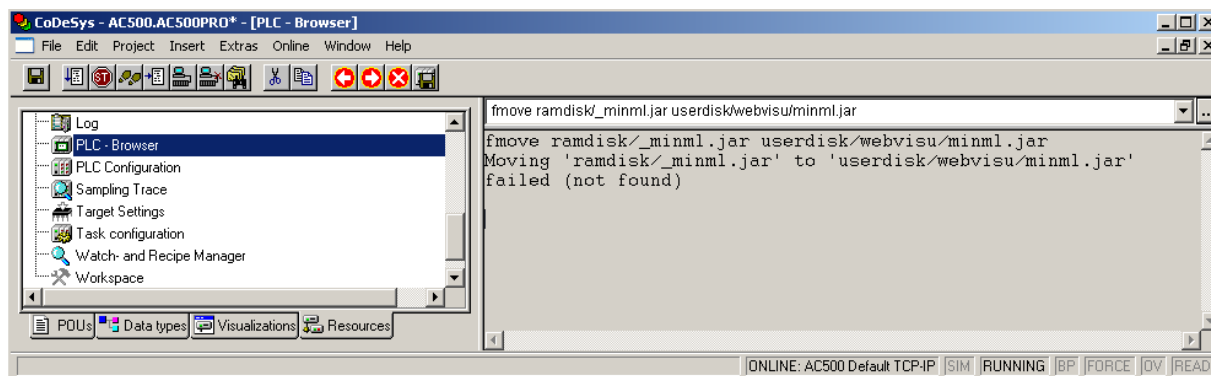 CoDeSys - AC500.AC500PRO* - [PLC - Browser]
File Edit Project Insert Extras Online Window Help
fmove ramdisk/_minml.jar userdisk/webvisu/minml.jar
Log
PLC - Browser
PLC Configuration
Sampling Trace
Target Settings
Task configuration
Watch- and Recipe Manager
Workspace
POUs Data types Visualizations Resources
fmove ramdisk/_minml.jar userdisk/webvisu/minml.jar
Moving 'ramdisk/_minml.jar' to 'userdisk/webvisu/minml.jar'
failed (not found)
ONLINE: AC500 Default TCP-IP SIM RUNNING BP FORCE OV READ